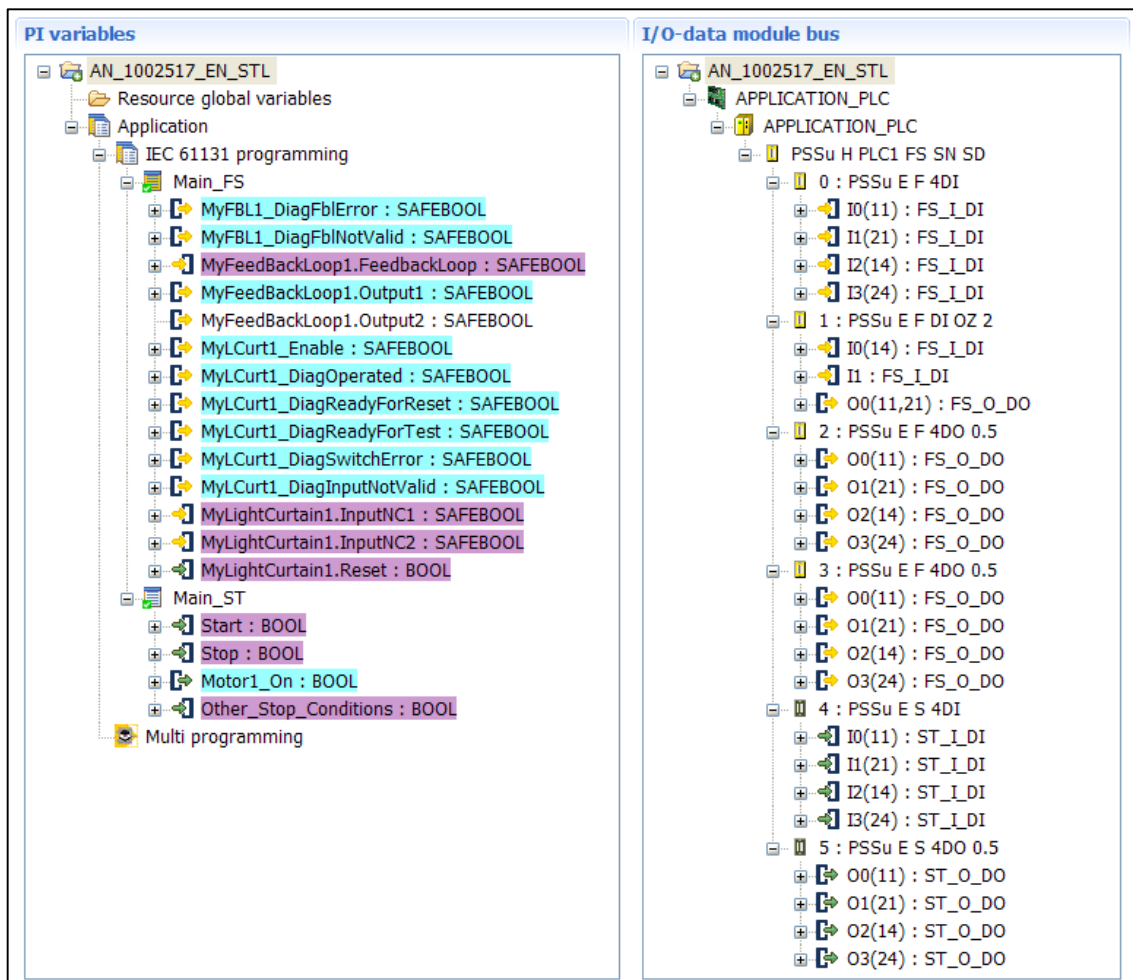 PI variables
AN_1002517_EN_STL
Resource global variables
Application
IEC 61131 programming
Main_FS
MyFBL1_DiagFblError : SAFEBOOL
MyFBL1_DiagFblNotValid : SAFEBOOL
MyFeedBackLoop1.FeedbackLoop : SAFEBOOL
MyFeedBackLoop1.Output1 : SAFEBOOL
MyFeedBackLoop1.Output2 : SAFEBOOL
MyLCurt1_Enable : SAFEBOOL
MyLCurt1_DiagOperated : SAFEBOOL
MyLCurt1_DiagReadyForReset : SAFEBOOL
MyLCurt1_DiagReadyForTest : SAFEBOOL
MyLCurt1_DiagSwitchError : SAFEBOOL
MyLCurt1_DiagInputNotValid : SAFEBOOL
MyLightCurtain1.InputNC1 : SAFEBOOL
MyLightCurtain1.InputNC2 : SAFEBOOL
MyLightCurtain1.Reset : BOOL
Main_ST
Start : BOOL
Stop : BOOL
Motor1_On : BOOL
Other_Stop_Conditions : BOOL
Multi programming
I/O-data module bus
AN_1002517_EN_STL
APPLICATION_PLC
APPLICATION_PLC
PSSu H PLC1 FS SN SD
0 : PSSu E F 4DI
I0(11) : FS_I_DI
I1(21) : FS_I_DI
I2(14) : FS_I_DI
I3(24) : FS_I_DI
1 : PSSu E F DI OZ 2
I0(14) : FS_I_DI
I1 : FS_I_DI
O0(11,21) : FS_O_DO
2 : PSSu E F 4DO 0.5
O0(11) : FS_O_DO
O1(21) : FS_O_DO
O2(14) : FS_O_DO
O3(24) : FS_O_DO
3 : PSSu E F 4DO 0.5
O0(11) : FS_O_DO
O1(21) : FS_O_DO
O2(14) : FS_O_DO
O3(24) : FS_O_DO
4 : PSSu E S 4DI
I0(11) : ST_I_DI
I1(21) : ST_I_DI
I2(14) : ST_I_DI
I3(24) : ST_I_DI
5 : PSSu E S 4DO 0.5
O0(11) : ST_O_DO
O1(21) : ST_O_DO
O2(14) : ST_O_DO
O3(24) : ST_O_DO